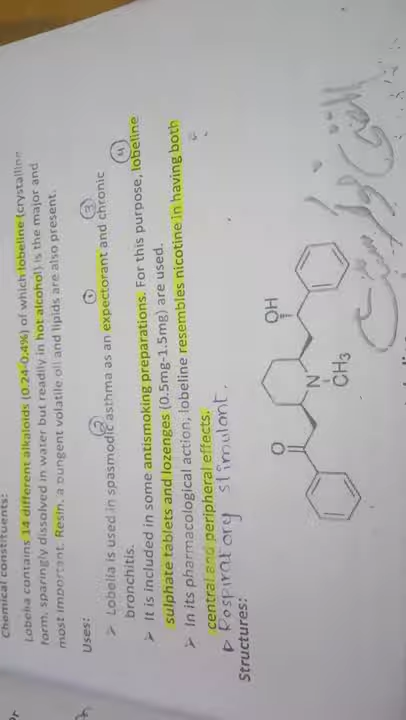 Chemical constituents:
Lobelia contains 14 different alkaloids (0.24-0.4%) of which lobeline (crystalline
form, sparingly dissolved in water but readily in hot alcohol) is the major and
most important. Resin, a pungent volatile oil and lipids are also present.
Uses:
① ② ③ ④
➢ Lobelia is used in spasmodic asthma as an expectorant and chronic
bronchitis.
➢ It is included in some antismoking preparations. For this purpose, lobeline
sulphate tablets and lozenges (0.5mg-1.5mg) are used.
➢ In its pharmacological action, lobeline resembles nicotine in having both
central and peripheral effects.
Respiratory stimulant.
Structures:
O
OH
N
CH3